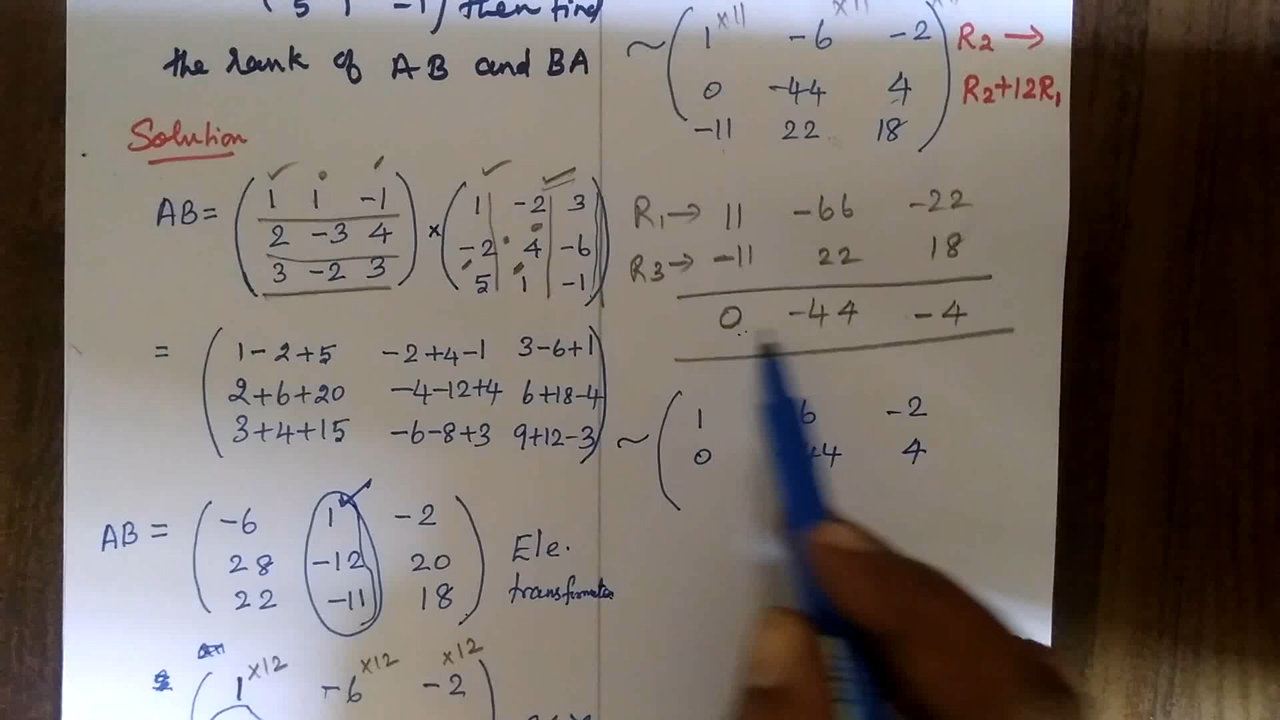 ( 5 1 -1 ) then find
the rank of AB and BA
Solution
AB = ( 1 1 -1 ) × ( 1 -2 3 )
2 -3 4 -2 4 -6
3 -2 3 5 1 -1
= ( 1-2+5 -2+4-1 3-6+1 )
2+6+20 -4-12+4 6+18-4
3+4+15 -6-8+3 9+12-3
AB = ( -6 1 -2 ) Ele.
28 -12 20 transformation
22 -11 18
( 1 ×12 -6 ×12 -2 ×12 )
~ ( 1 ×11 -6 ×11 -2 ) R2 →
0 -44 4 R2+12R1
-11 22 18
R1 → 11 -66 -22
R3 → -11 22 18
0 -44 -4
~ ( 1 6 -2
0 44 4